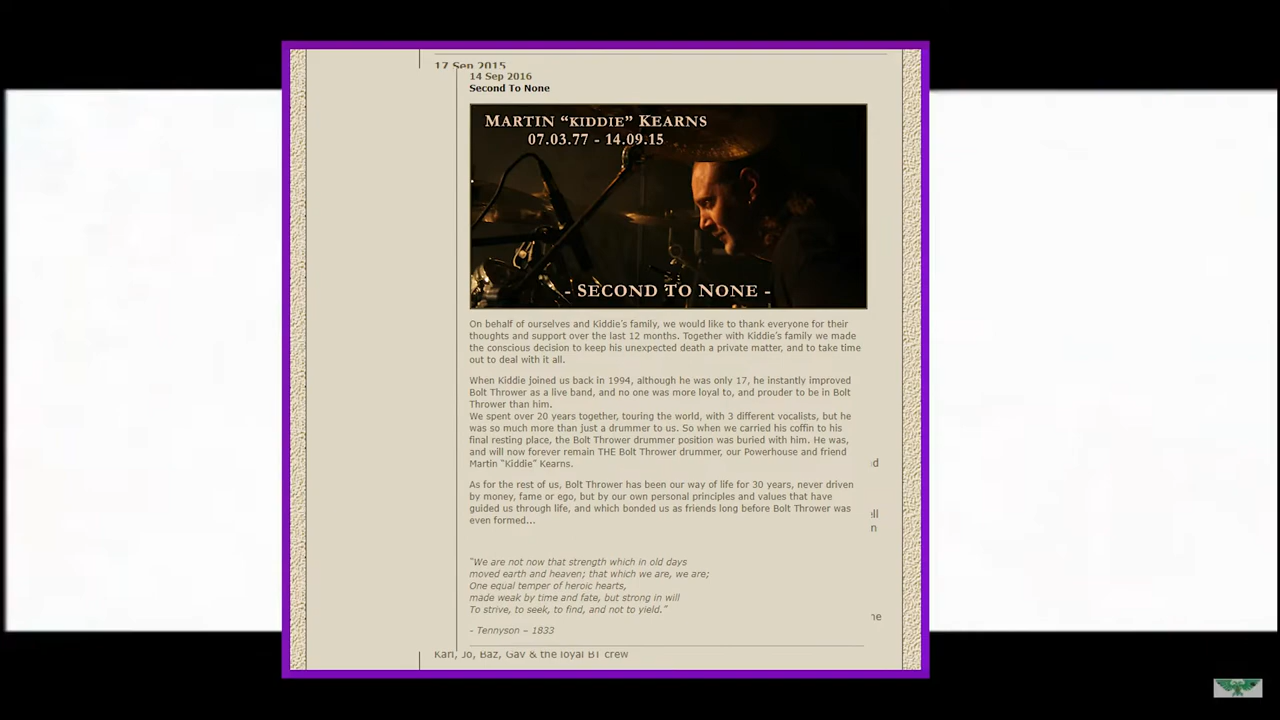 17 Sep 2015
14 Sep 2016
Second To None
MARTIN “KIDDIE” KEARNS
07.03.77 - 14.09.15
- SECOND TO NONE -
On behalf of ourselves and Kiddie's family, we would like to thank everyone for their
thoughts and support over the last 12 months. Together with Kiddie's family we made
the conscious decision to keep his unexpected death a private matter, and to take time
out to deal with it all.
When Kiddie joined us back in 1994, although he was only 17, he instantly improved
Bolt Thrower as a live band, and no one was more loyal to, and prouder to be in Bolt
Thrower than him.
We spent over 20 years together, touring the world, with 3 different vocalists, but he
was so much more than just a drummer to us. So when we carried his coffin to his
final resting place, the Bolt Thrower drummer position was buried with him. He was,
and will now forever remain THE Bolt Thrower drummer, our Powerhouse and friend
Martin "Kiddie" Kearns.
As for the rest of us, Bolt Thrower has been our way of life for 30 years, never driven
by money, fame or ego, but by our own personal principles and values that have
guided us through life, and which bonded us as friends long before Bolt Thrower was
even formed...
"We are not now that strength which in old days
moved earth and heaven; that which we are, we are;
One equal temper of heroic hearts,
made weak by time and fate, but strong in will
To strive, to seek, to find, and not to yield."
- Tennyson – 1833
Karl, Jo, Baz, Gav & the loyal BT crew